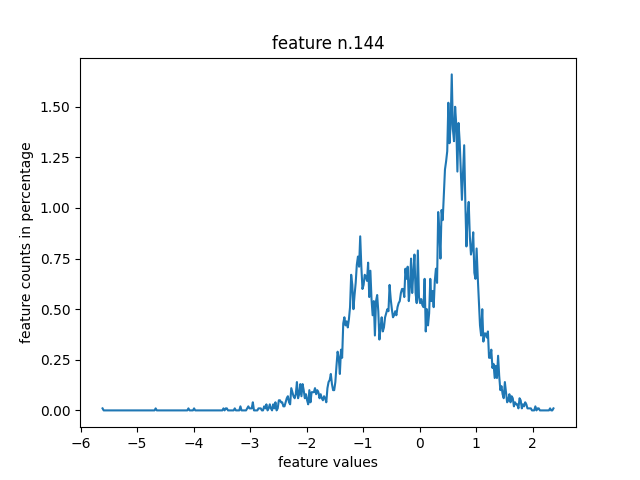 feature n.144
feature counts in percentage
1.50
1.25
1.00
0.75
0.50
0.25
0.00
−6 −5 −4 −3 −2 −1 0 1 2
feature values